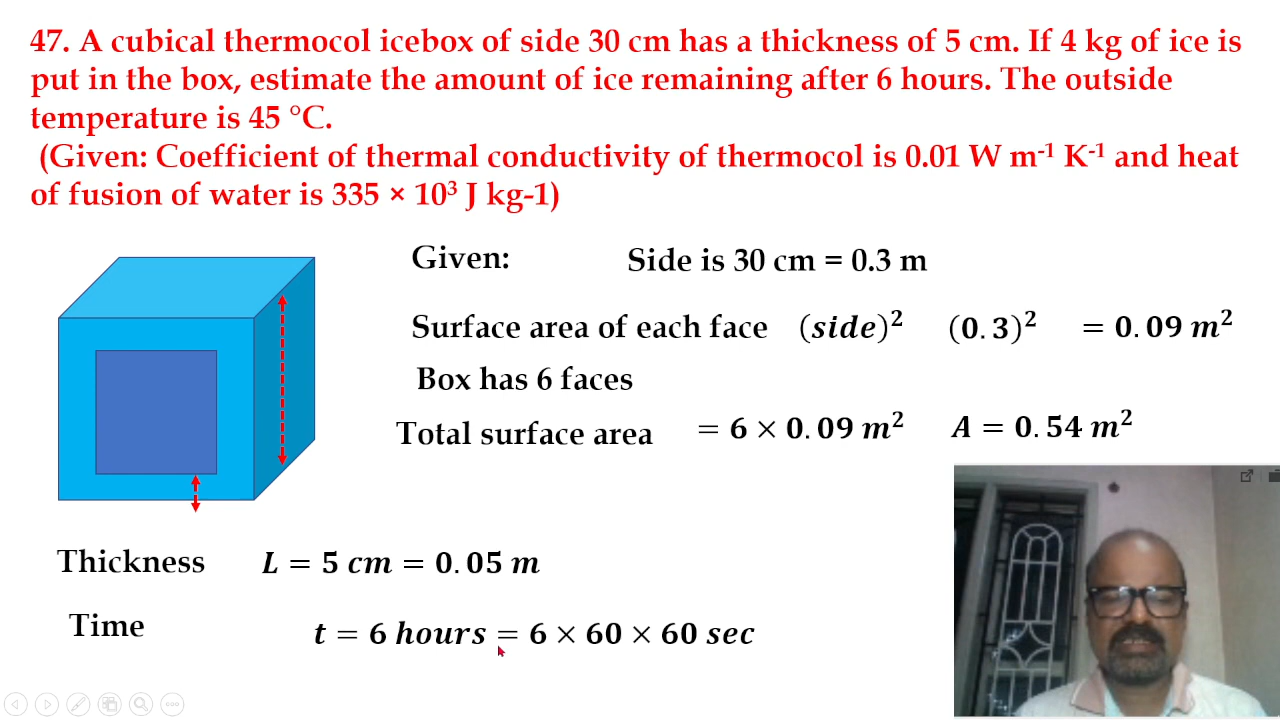 47. A cubical thermocol icebox of side 30 cm has a thickness of 5 cm. If 4 kg of ice is
put in the box, estimate the amount of ice remaining after 6 hours. The outside
temperature is 45 °C.
(Given: Coefficient of thermal conductivity of thermocol is 0.01 W m⁻¹ K⁻¹ and heat
of fusion of water is 335 × 10³ J kg-1)
Given: Side is 30 cm = 0.3 m
Surface area of each face (side)² (0.3)² = 0.09 m²
Box has 6 faces
Total surface area = 6 × 0.09 m² A = 0.54 m²
Thickness L = 5 cm = 0.05 m
Time t = 6 hours = 6 × 60 × 60 sec